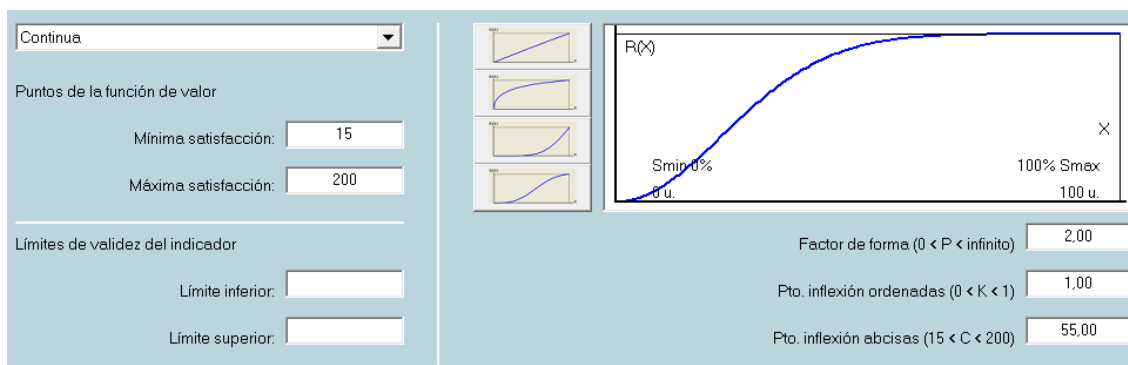 Continua
Puntos de la función de valor
Mínima satisfacción: 15
Máxima satisfacción: 200
Límites de validez del indicador
Límite inferior:
Límite superior:
R(X)
X
Smin 0%
100% Smax
0 u.
100 u.
Factor de forma (0 < P < infinito) 2,00
Pto. inflexión ordenadas (0 < K < 1) 1,00
Pto. inflexión abcisas (15 < C < 200) 55,00